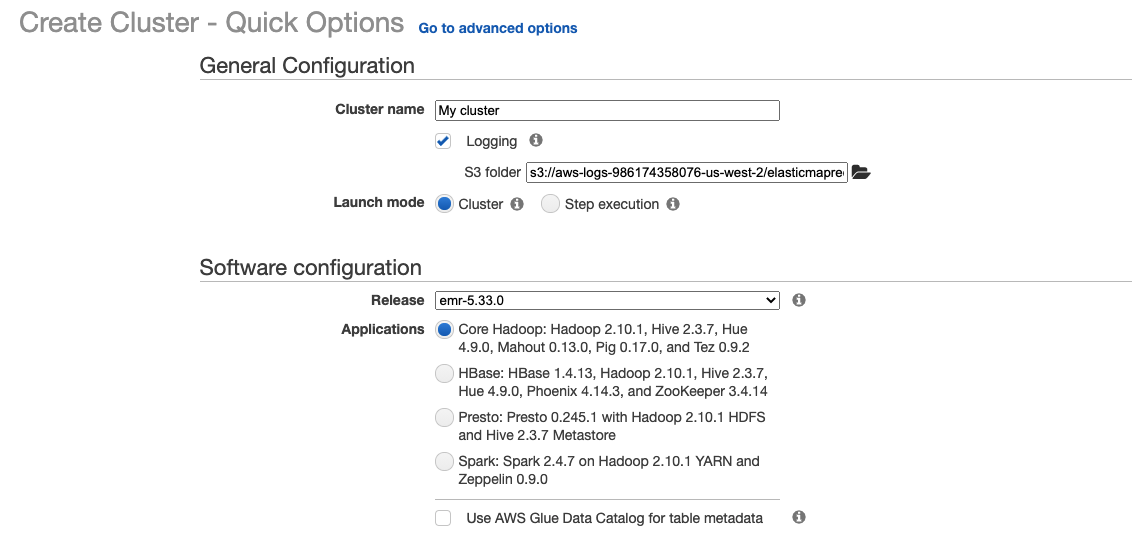 Create Cluster - Quick Options Go to advanced options
General Configuration
Cluster name My cluster
Logging
S3 folder s3://aws-logs-986174358076-us-west-2/elasticmapre
Launch mode Cluster Step execution
Software configuration
Release emr-5.33.0
Applications Core Hadoop: Hadoop 2.10.1, Hive 2.3.7, Hue
4.9.0, Mahout 0.13.0, Pig 0.17.0, and Tez 0.9.2
HBase: HBase 1.4.13, Hadoop 2.10.1, Hive 2.3.7,
Hue 4.9.0, Phoenix 4.14.3, and ZooKeeper 3.4.14
Presto: Presto 0.245.1 with Hadoop 2.10.1 HDFS
and Hive 2.3.7 Metastore
Spark: Spark 2.4.7 on Hadoop 2.10.1 YARN and
Zeppelin 0.9.0
Use AWS Glue Data Catalog for table metadata